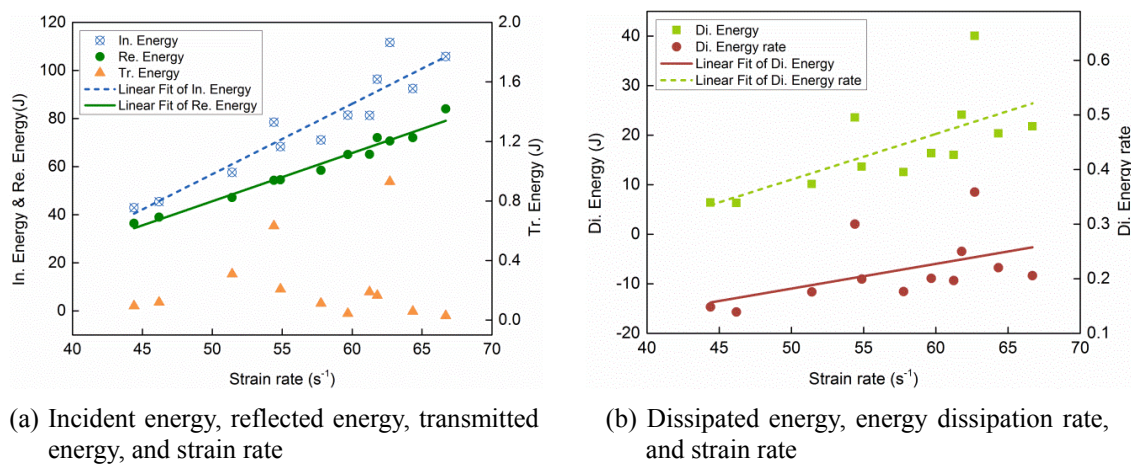 120
100
80
60
40
20
0
In. Energy & Re. Energy(J)
In. Energy
Re. Energy
Tr. Energy
Linear Fit of In. Energy
Linear Fit of Re. Energy
2.0
1.6
1.2
0.8
0.4
0.0
Tr. Energy (J)
40 45 50 55 60 65 70
Strain rate (s⁻¹)
(a) Incident energy, reflected energy, transmitted
energy, and strain rate
40
30
20
10
0
-10
-20
Di. Energy (J)
Di. Energy
Di. Energy rate
Linear Fit of Di. Energy
Linear Fit of Di. Energy rate
0.6
0.5
0.4
0.3
0.2
0.1
Di. Energy rate
40 45 50 55 60 65 70
Strain rate (s⁻¹)
(b) Dissipated energy, energy dissipation rate,
and strain rate